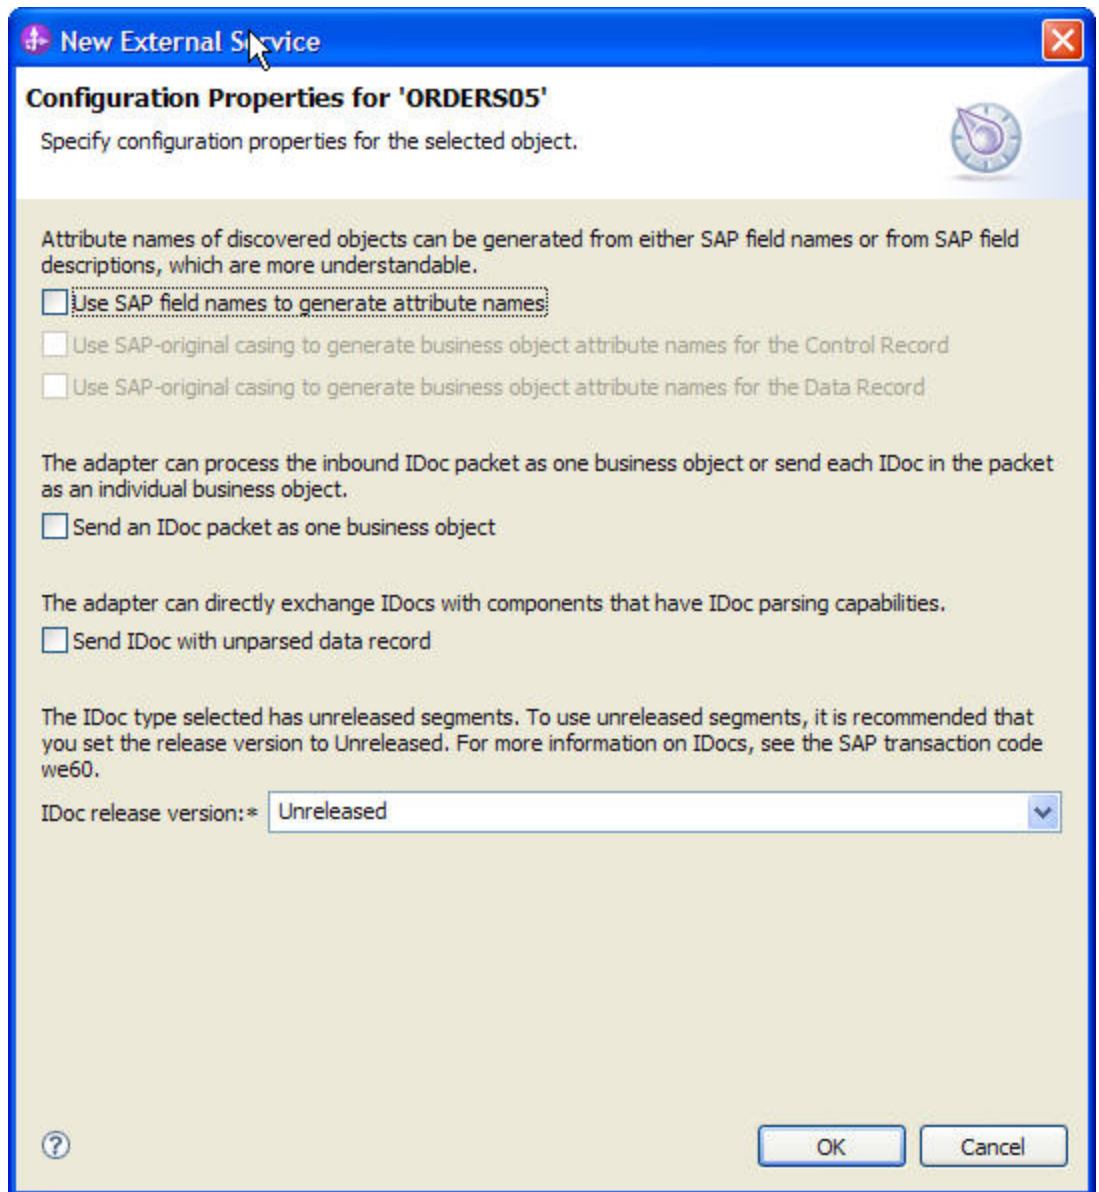 New External Service
Configuration Properties for 'ORDERS05'
Specify configuration properties for the selected object.
Attribute names of discovered objects can be generated from either SAP field names or from SAP field
descriptions, which are more understandable.
Use SAP field names to generate attribute names
Use SAP-original casing to generate business object attribute names for the Control Record
Use SAP-original casing to generate business object attribute names for the Data Record
The adapter can process the inbound IDoc packet as one business object or send each IDoc in the packet
as an individual business object.
Send an IDoc packet as one business object
The adapter can directly exchange IDocs with components that have IDoc parsing capabilities.
Send IDoc with unparsed data record
The IDoc type selected has unreleased segments. To use unreleased segments, it is recommended that
you set the release version to Unreleased. For more information on IDocs, see the SAP transaction code
we60.
IDoc release version:* Unreleased
? OK Cancel